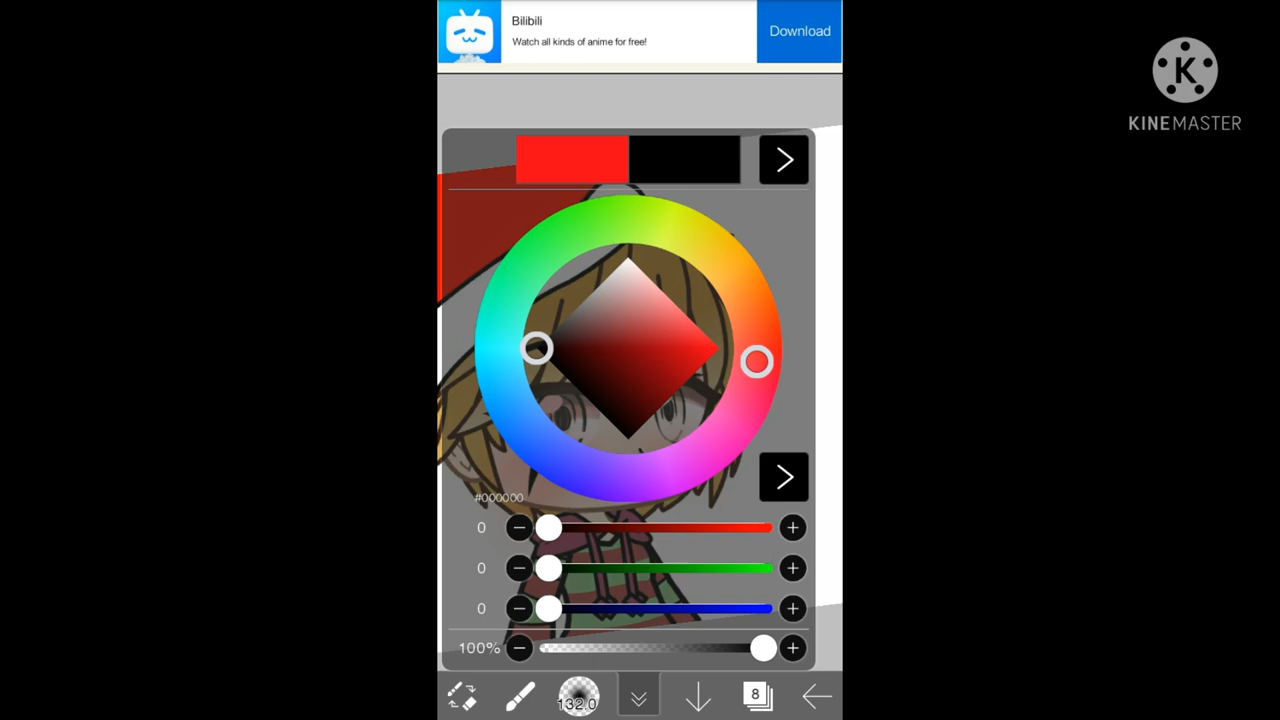 Bilibili
Watch all kinds of anime for free!
Download
K
KINEMASTER
#000000
0
0
0
100%
132.0
8